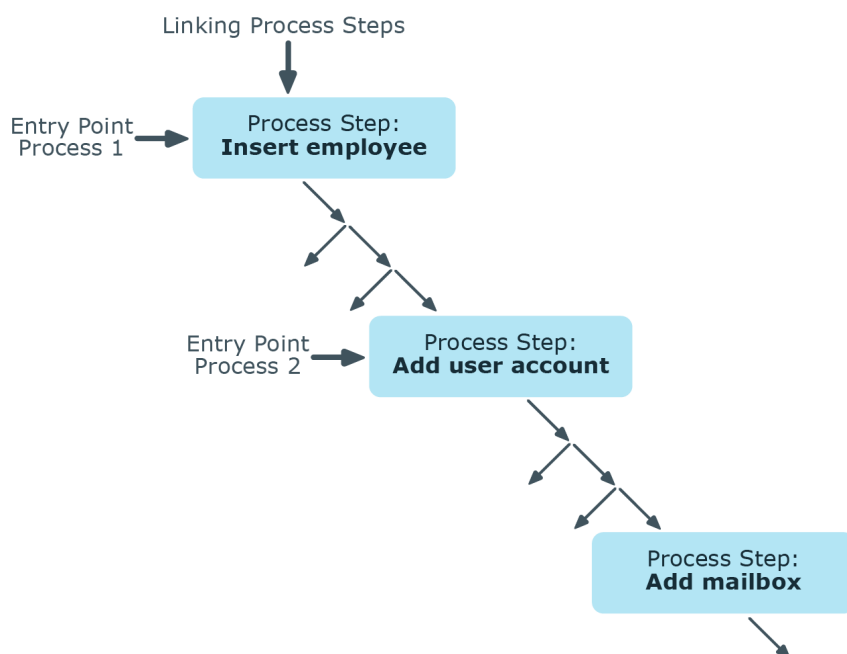 Linking Process Steps
Entry Point
Process 1
Process Step:
Insert employee
Entry Point
Process 2
Process Step:
Add user account
Process Step:
Add mailbox